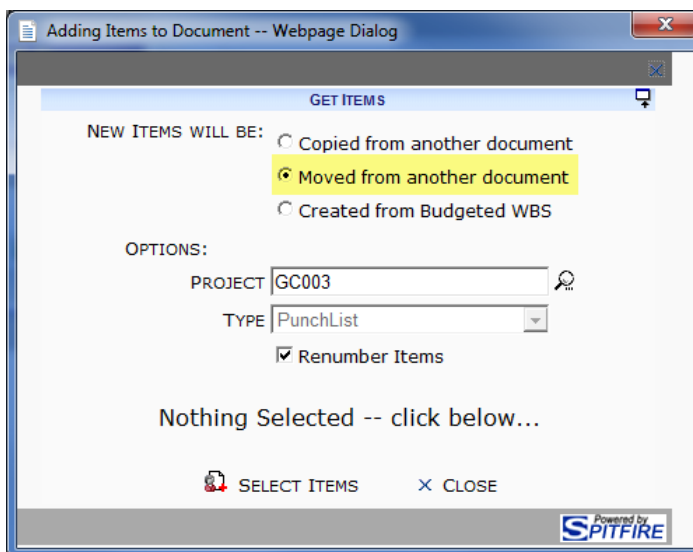 Adding Items to Document -- Webpage Dialog
GET ITEMS
NEW ITEMS WILL BE:
Copied from another document
Moved from another document
Created from Budgeted WBS
OPTIONS:
PROJECT GC003
TYPE PunchList
Renumber Items
Nothing Selected -- click below...
SELECT ITEMS CLOSE
Powered by
SPITFIRE